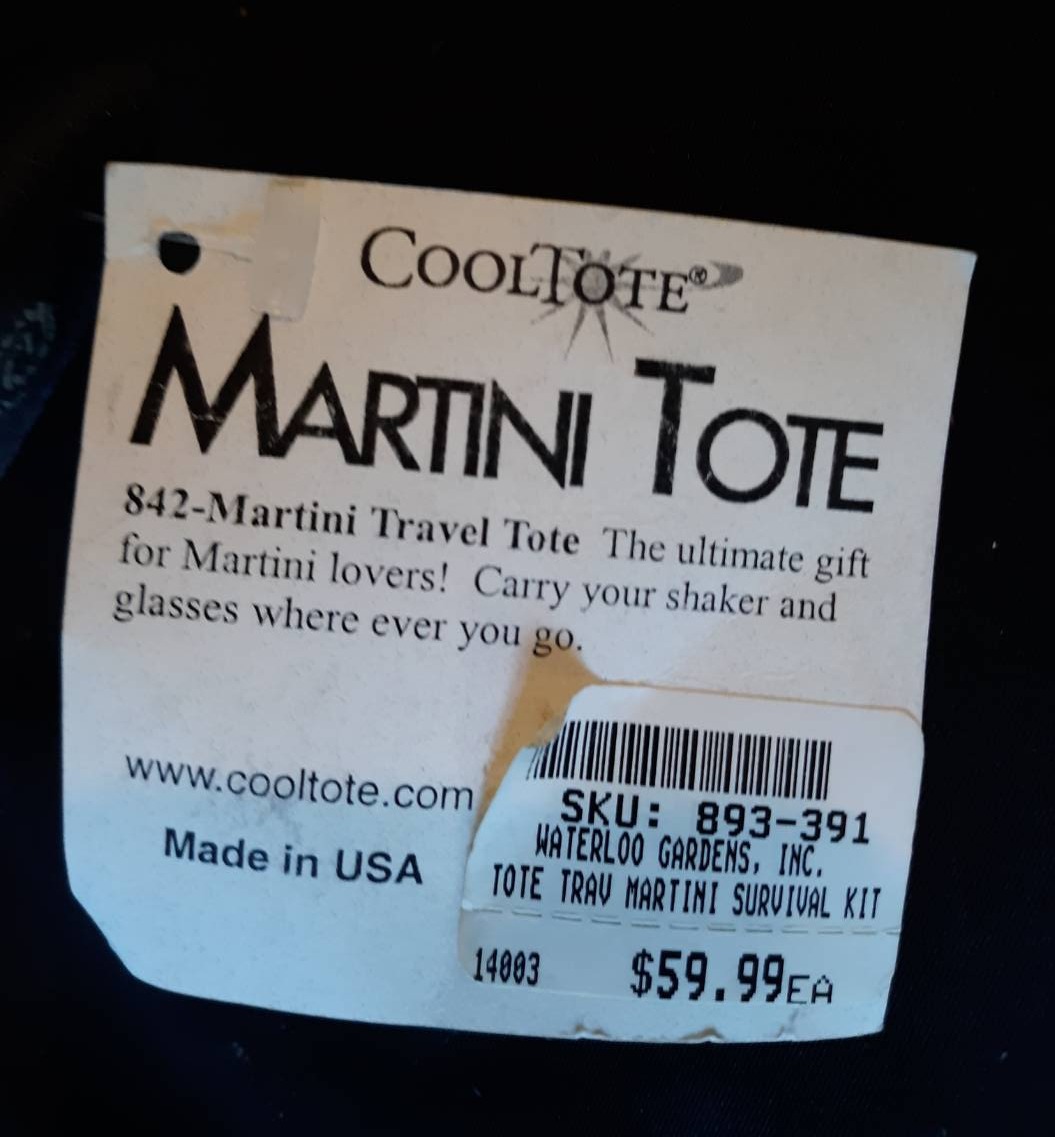 COOLTOTE®
MARTINI TOTE
842-Martini Travel Tote The ultimate gift
for Martini lovers! Carry your shaker and
glasses where ever you go.
www.cooltote.com
Made in USA
SKU: 893-391
WATERLOO GARDENS, INC.
TOTE TRAV MARTINI SURVIVAL KIT
14003 $59.99EA